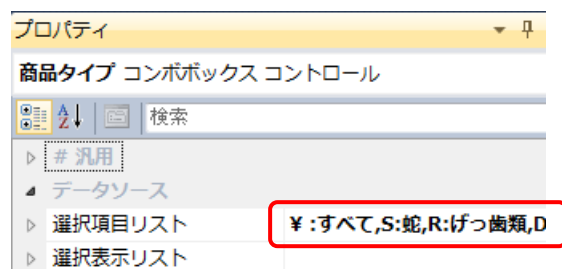 プロパティ
商品タイプ コンボボックス コントロール
検索
# 汎用
データソース
選択項目リスト ¥ :すべて,S:蛇,R:げっ歯類,D
選択表示リスト